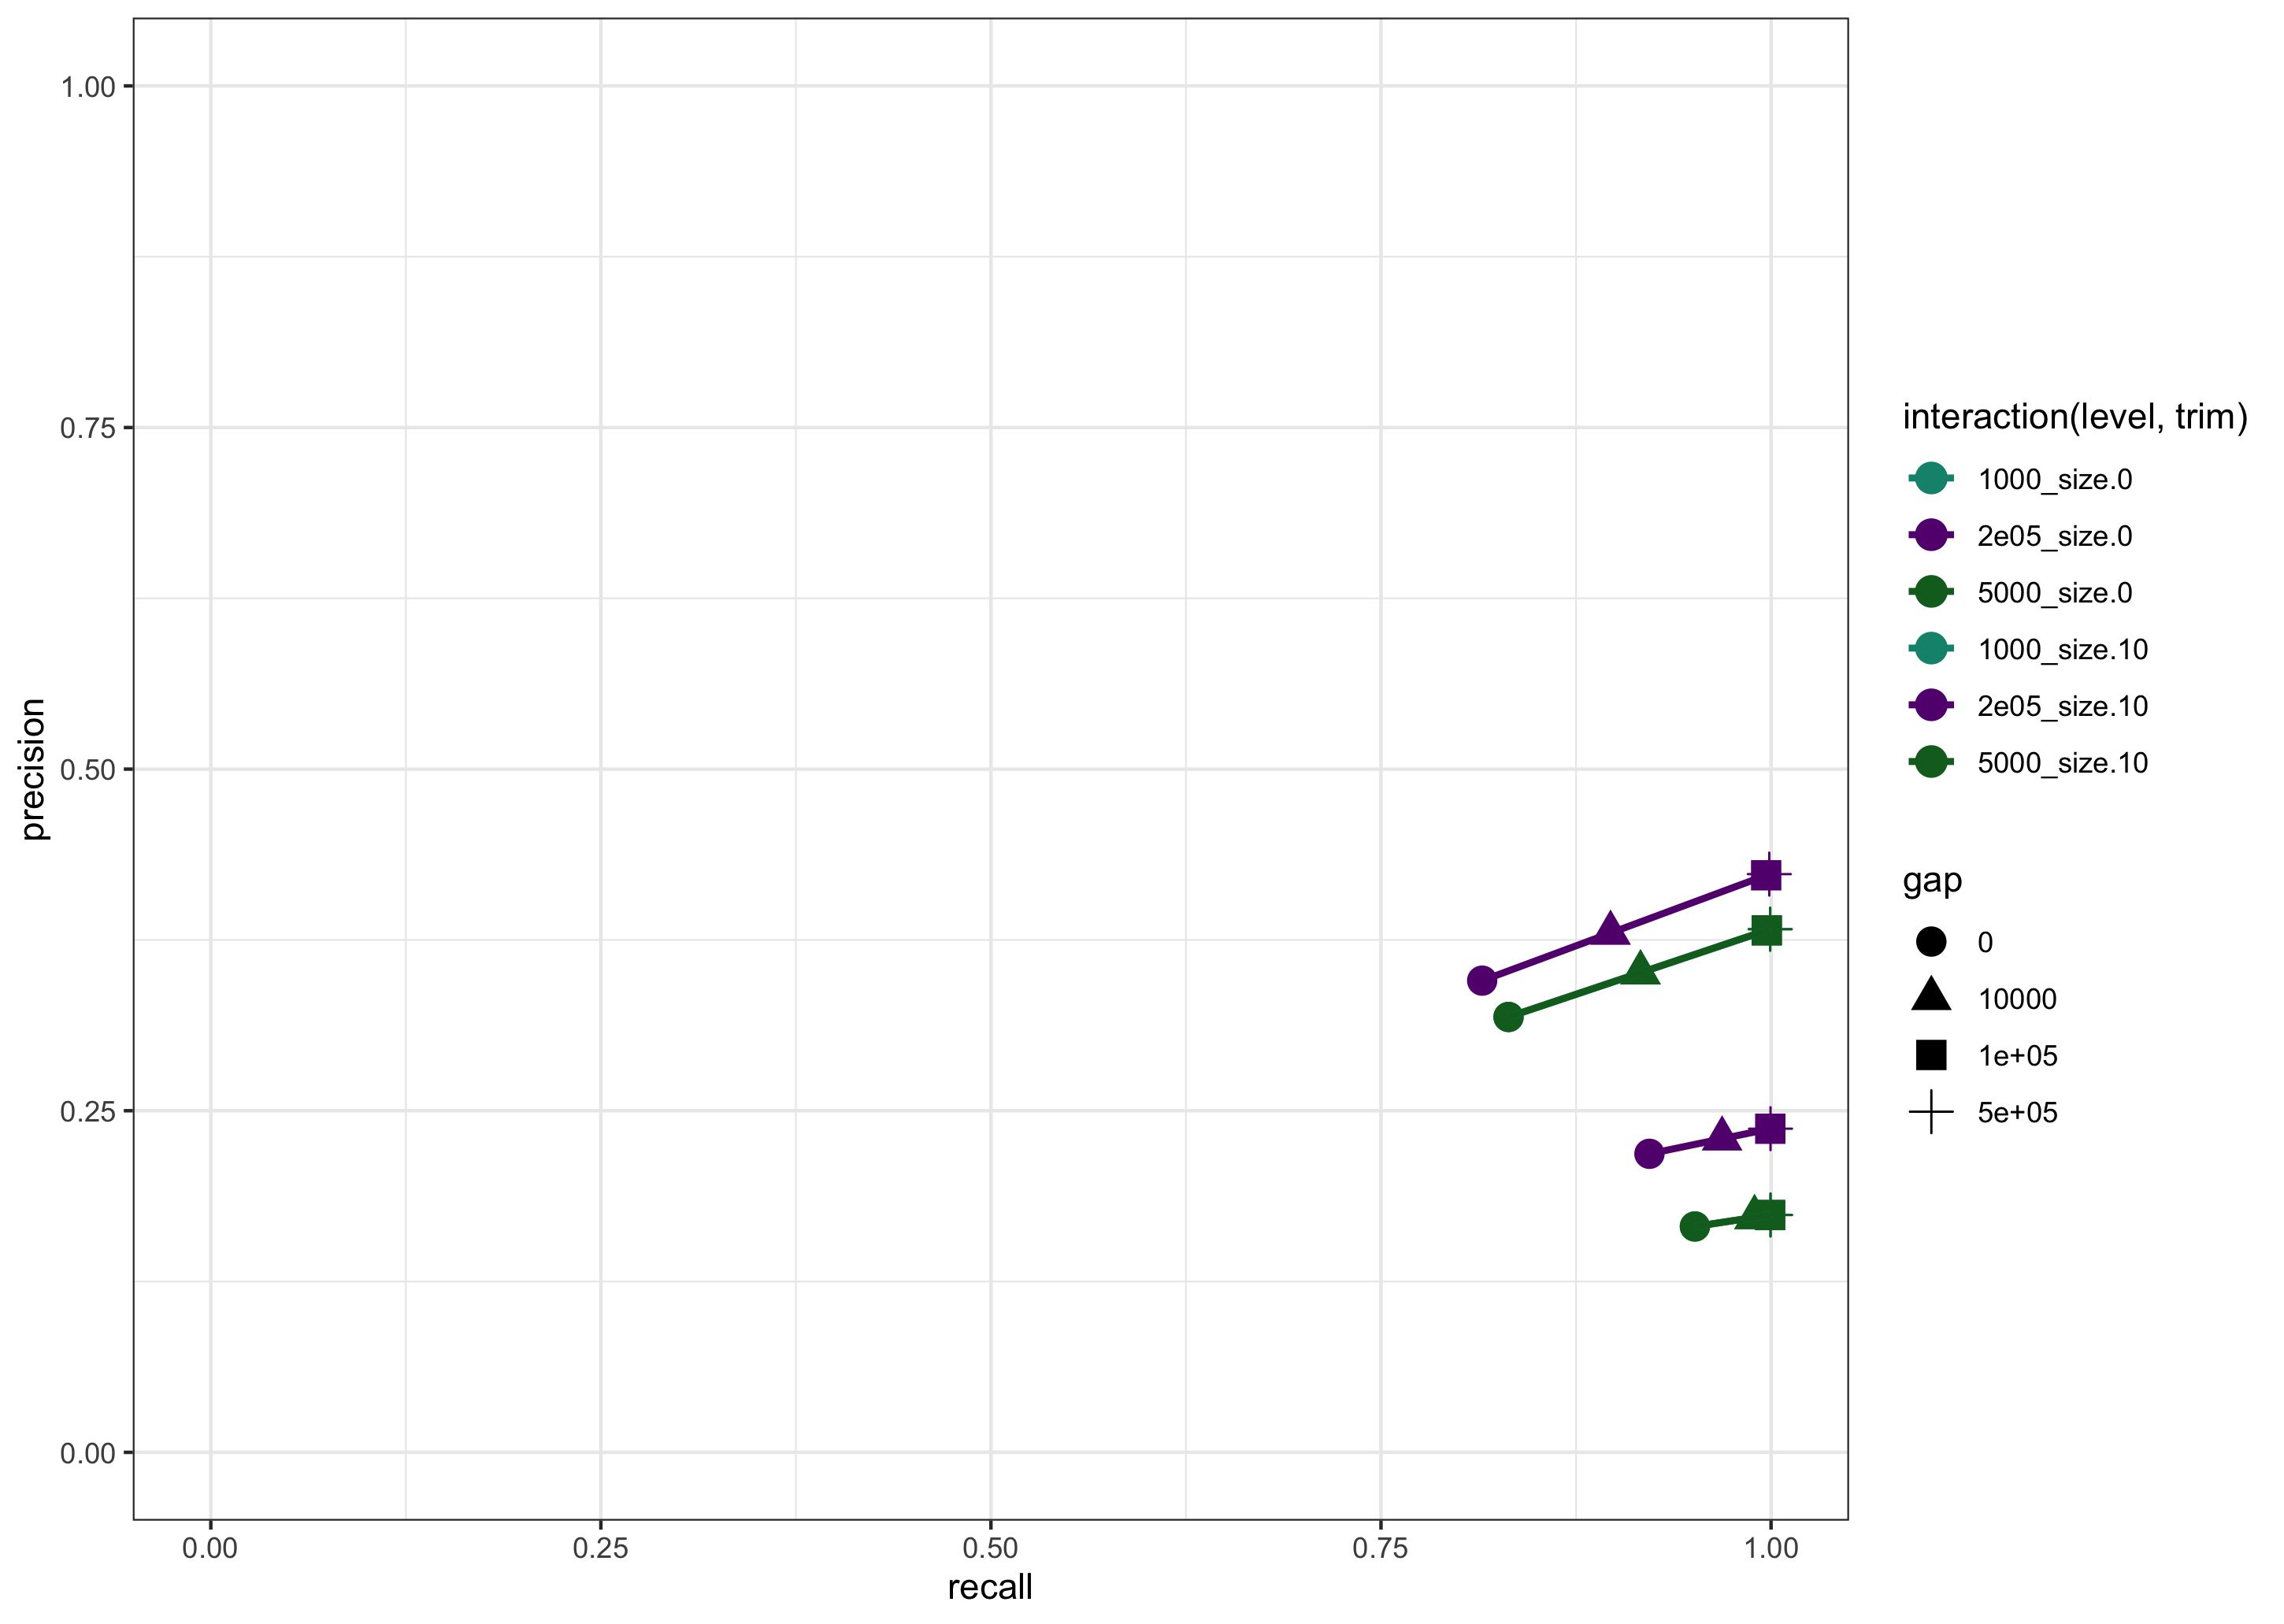 1.00
0.75
0.50
0.25
0.00
precision
0.00
0.25
0.50
0.75
1.00
recall
interaction(level, trim)
1000_size.0
2e05_size.0
5000_size.0
1000_size.10
2e05_size.10
5000_size.10
gap
0
10000
1e+05
5e+05